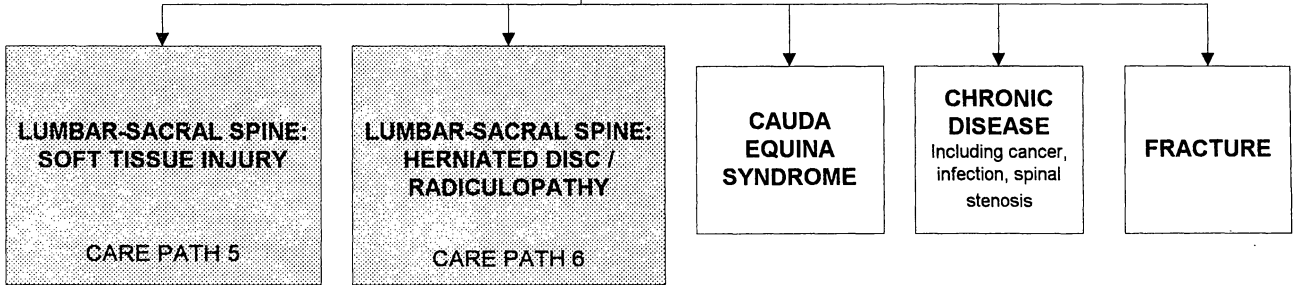 LUMBAR-SACRAL SPINE:
SOFT TISSUE INJURY
CARE PATH 5
LUMBAR-SACRAL SPINE:
HERNIATED DISC /
RADICULOPATHY
CARE PATH 6
CAUDA
EQUINA
SYNDROME
CHRONIC
DISEASE
Including cancer,
infection, spinal
stenosis
FRACTURE